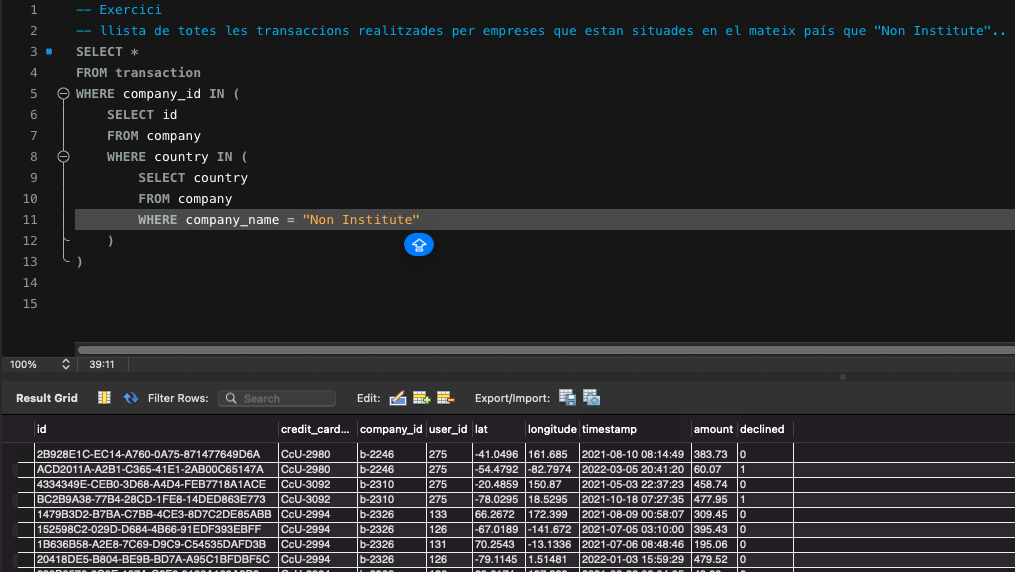 1 -- Exercici
2 -- llista de totes les transaccions realitzades per empreses que estan situades en el mateix país que "Non Institute"..
3 SELECT *
4 FROM transaction
5 WHERE company_id IN (
6 SELECT id
7 FROM company
8 WHERE country IN (
9 SELECT country
10 FROM company
11 WHERE company_name = "Non Institute"
12 )
13 )
14
15
100% 39:11
Result Grid Filter Rows: Search Edit: Export/Import:
id credit_card... company_id user_id lat longitude timestamp amount declined
2B928E1C-EC14-A760-0A75-871477649D6A CcU-2980 b-2246 275 -41.0496 161.685 2021-08-10 08:14:49 383.73 0
ACD2011A-A2B1-C365-41E1-2AB00C65147A CcU-2980 b-2246 275 -54.4792 -82.7974 2022-03-05 20:41:20 60.07 1
4334349E-CEB0-3D68-A4D4-FEB7718A1ACE CcU-3092 b-2310 275 -20.4859 150.87 2021-05-03 22:37:23 458.74 0
BC2B9A38-77B4-28CD-1FE8-14DED863E773 CcU-3092 b-2310 275 -78.0295 18.5295 2021-10-18 07:27:35 477.95 1
1479B3D2-B7BA-C7BB-4CE3-8D7C2DE85ABB CcU-2994 b-2326 133 66.2672 172.399 2021-08-09 00:58:07 309.45 0
152598C2-029D-D684-4B66-91EDF393EBFF CcU-2994 b-2326 126 -67.0189 -141.672 2021-07-05 03:10:00 395.43 0
1B636B58-A2E8-7C69-D9C9-C54535DAFD3B CcU-2994 b-2326 131 70.2543 -13.1336 2021-07-06 08:48:46 195.06 0
20418DE5-B804-BE9B-BD7A-A95C1BFDBF5C CcU-2994 b-2326 126 -79.1145 1.51481 2022-01-03 15:59:29 479.52 0